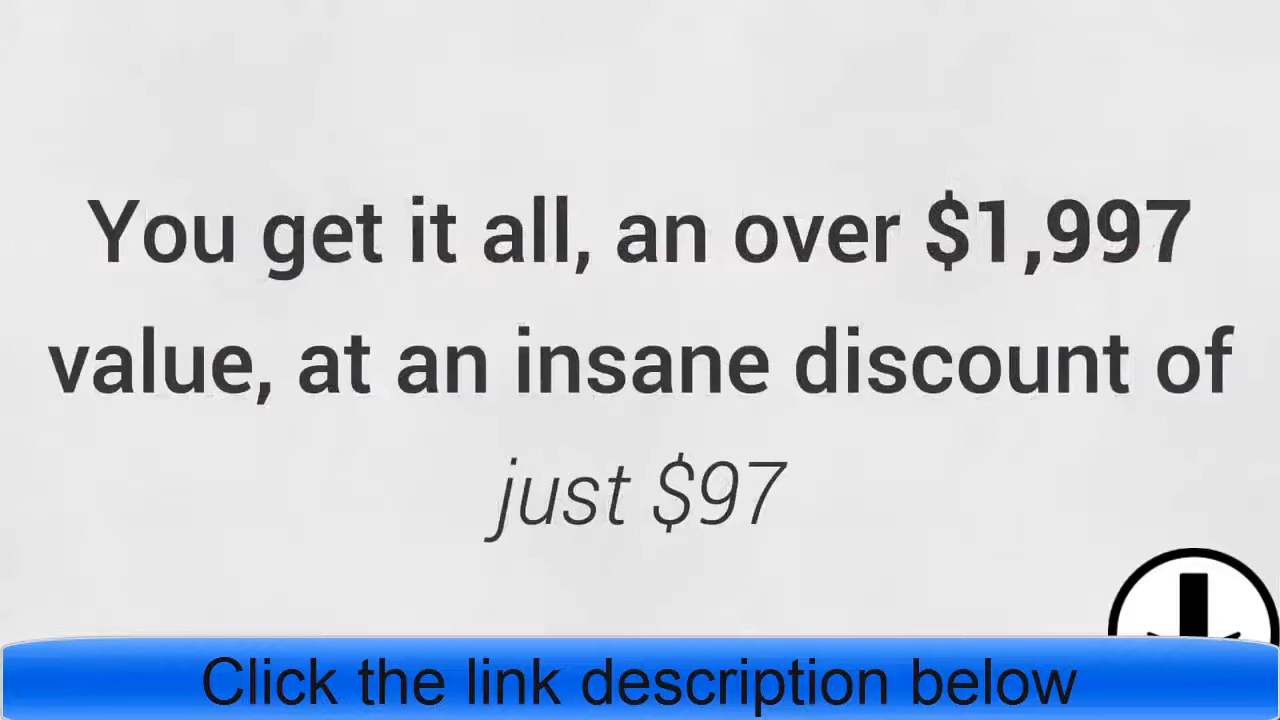 You get it all, an over $1,997
value, at an insane discount of
just $97
Click the link description below